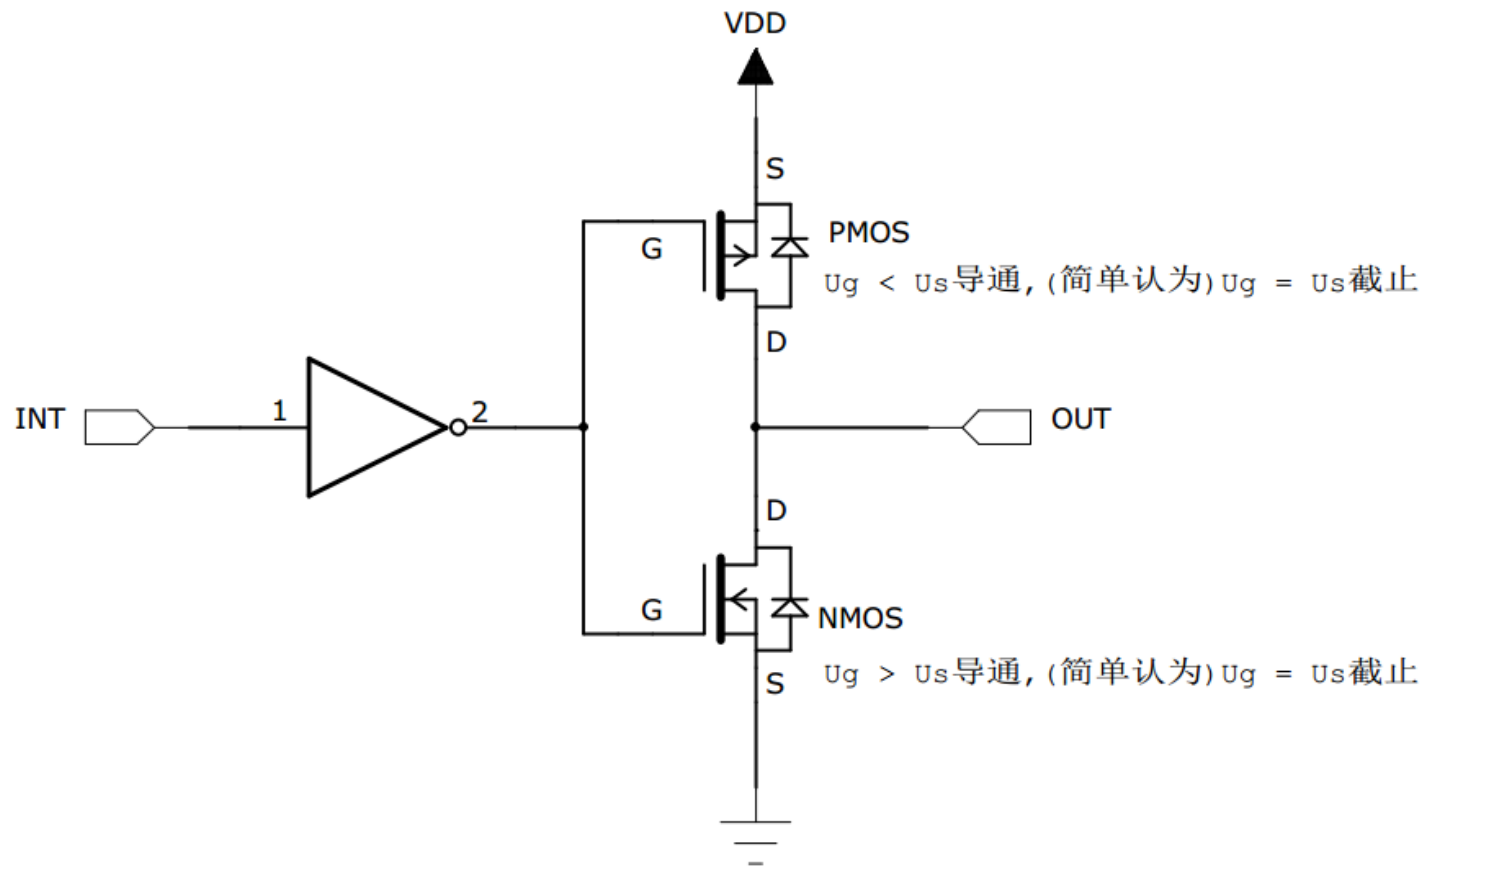 VDD
S
PMOS
G
Ug < Us导通,(简单认为)Ug = Us截止
D
INT
1
2
OUT
D
G
NMOS
Ug > Us导通,(简单认为)Ug = Us截止
S